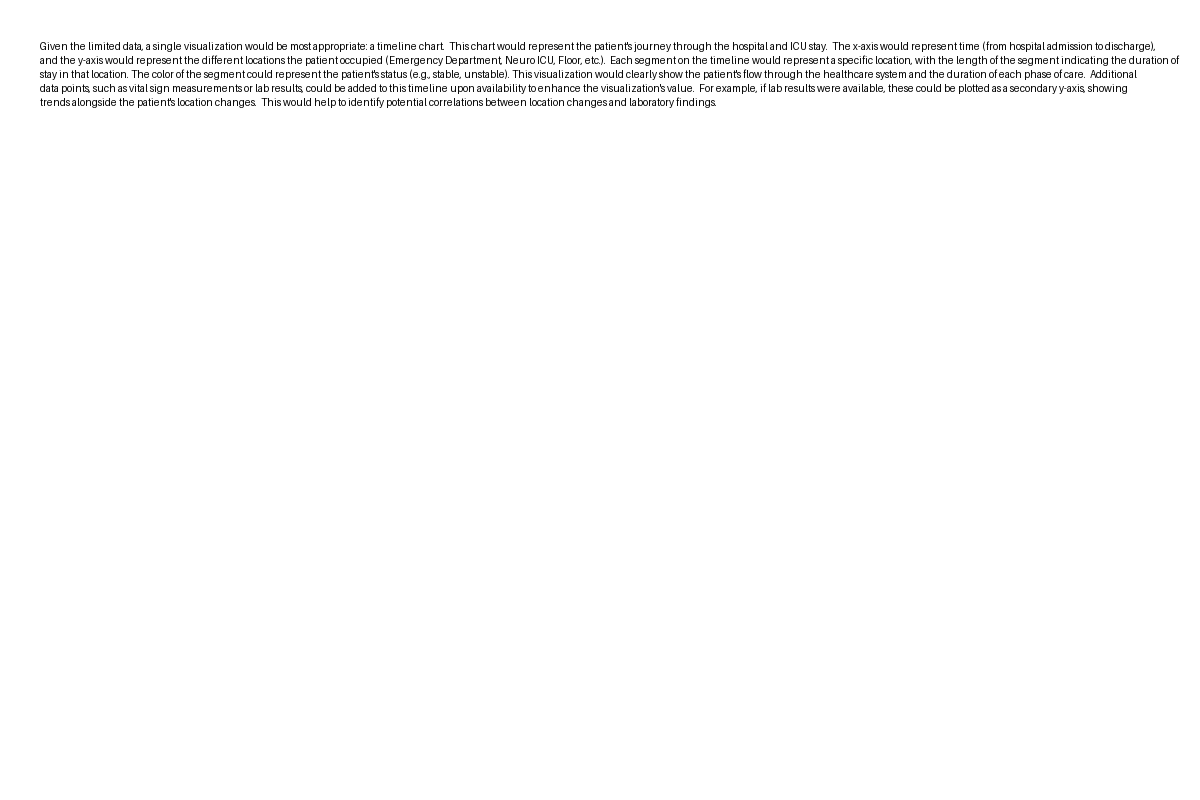 Given the limited data, a single visualization would be most appropriate: a timeline chart.  This chart would represent the patient's journey through the hospital and ICU stay.  The x-axis would represent time (from hospital admission to discharge),
and the y-axis would represent the different locations the patient occupied (Emergency Department, Neuro ICU, Floor, etc.).  Each segment on the timeline would represent a specific location, with the length of the segment indicating the duration of
stay in that location. The color of the segment could represent the patient's status (e.g., stable, unstable). This visualization would clearly show the patient's flow through the healthcare system and the duration of each phase of care.  Additional
data points, such as vital sign measurements or lab results, could be added to this timeline upon availability to enhance the visualization's value.  For example, if lab results were available, these could be plotted as a secondary y-axis, showing
trends alongside the patient's location changes.  This would help to identify potential correlations between location changes and laboratory findings.